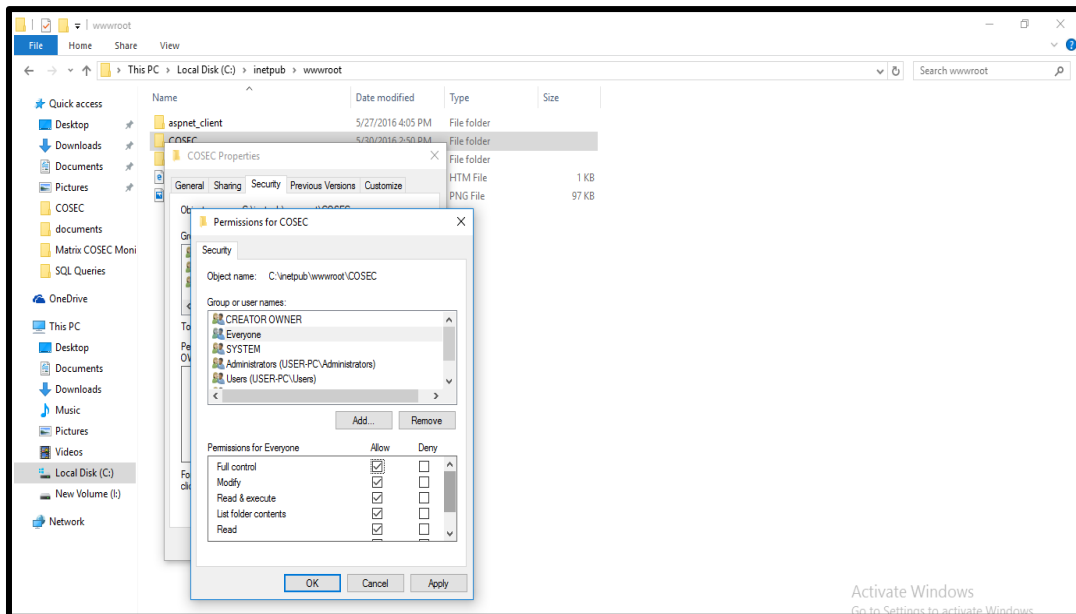 wwwroot
File Home Share View
This PC > Local Disk (C:) > inetpub > wwwroot
Search wwwroot
Quick access
Desktop
Downloads
Documents
Pictures
COSEC
documents
Matrix COSEC Moni
SQL Queries
OneDrive
This PC
Desktop
Documents
Downloads
Music
Pictures
Videos
Local Disk (C:)
New Volume (I:)
Network
Name Date modified Type Size
aspnet_client 5/27/2016 4:05 PM File folder
COSEC 5/30/2016 2:50 PM File folder
File folder
HTM File 1 KB
PNG File 97 KB
COSEC Properties
General Sharing Security Previous Versions Customize
Permissions for COSEC
Security
Object name: C:\inetpub\wwwroot\COSEC
Group or user names:
CREATOR OWNER
Everyone
SYSTEM
Administrators (USER-PC\Administrators)
Users (USER-PC\Users)
Add... Remove
Permissions for Everyone Allow Deny
Full control
Modify
Read & execute
List folder contents
Read
OK Cancel Apply
Activate Windows
Go to Settings to activate Windows.